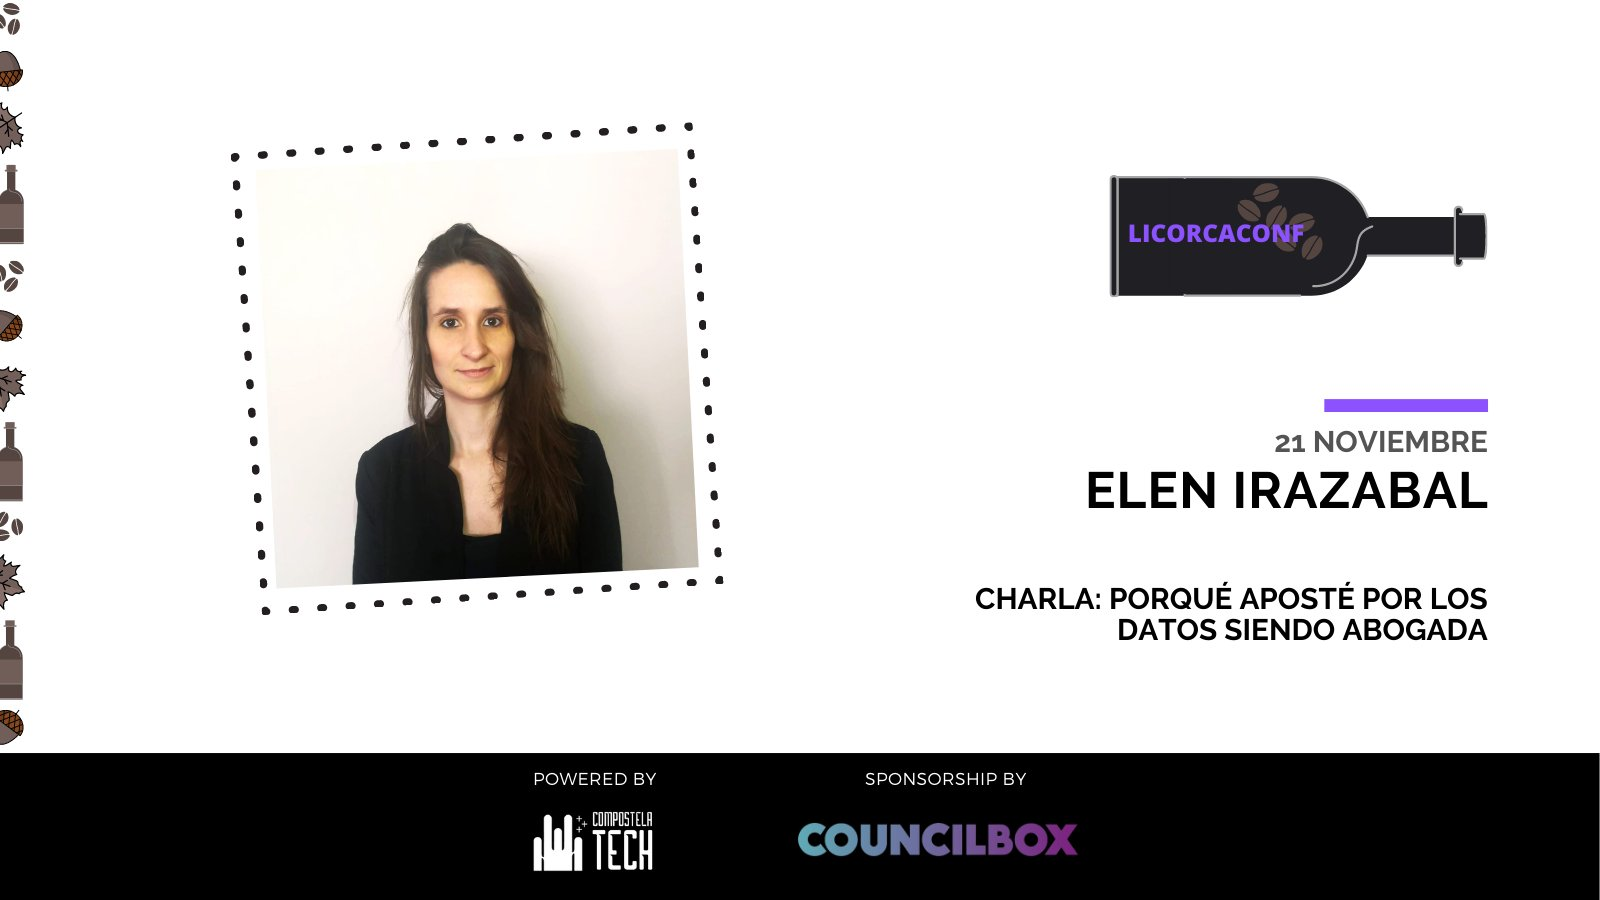 LICORCACONF
21 NOVIEMBRE
ELEN IRAZABAL
CHARLA: PORQUÉ APOSTÉ POR LOS
DATOS SIENDO ABOGADA
POWERED BY
COMPOSTELA
TECH
SPONSORSHIP BY
COUNCILBOX